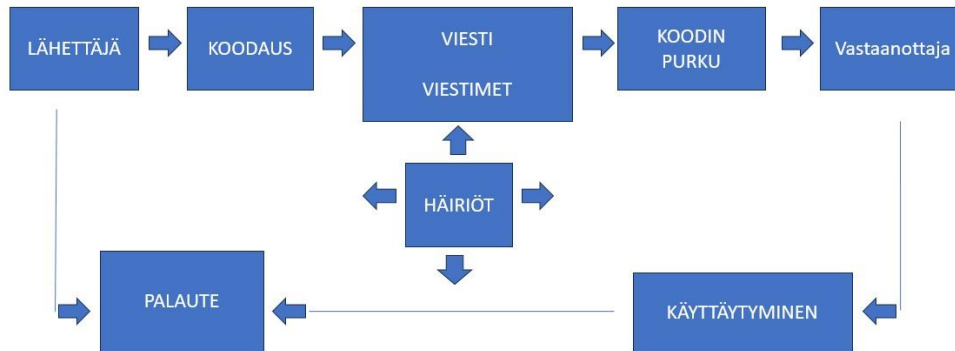 LÄHETTÄJÄ
KOODAUS
VIESTI
VIESTIMET
KOODIN
PURKU
Vastaanottaja
HÄIRIÖT
PALAUTE
KÄYTTÄYTYMINEN